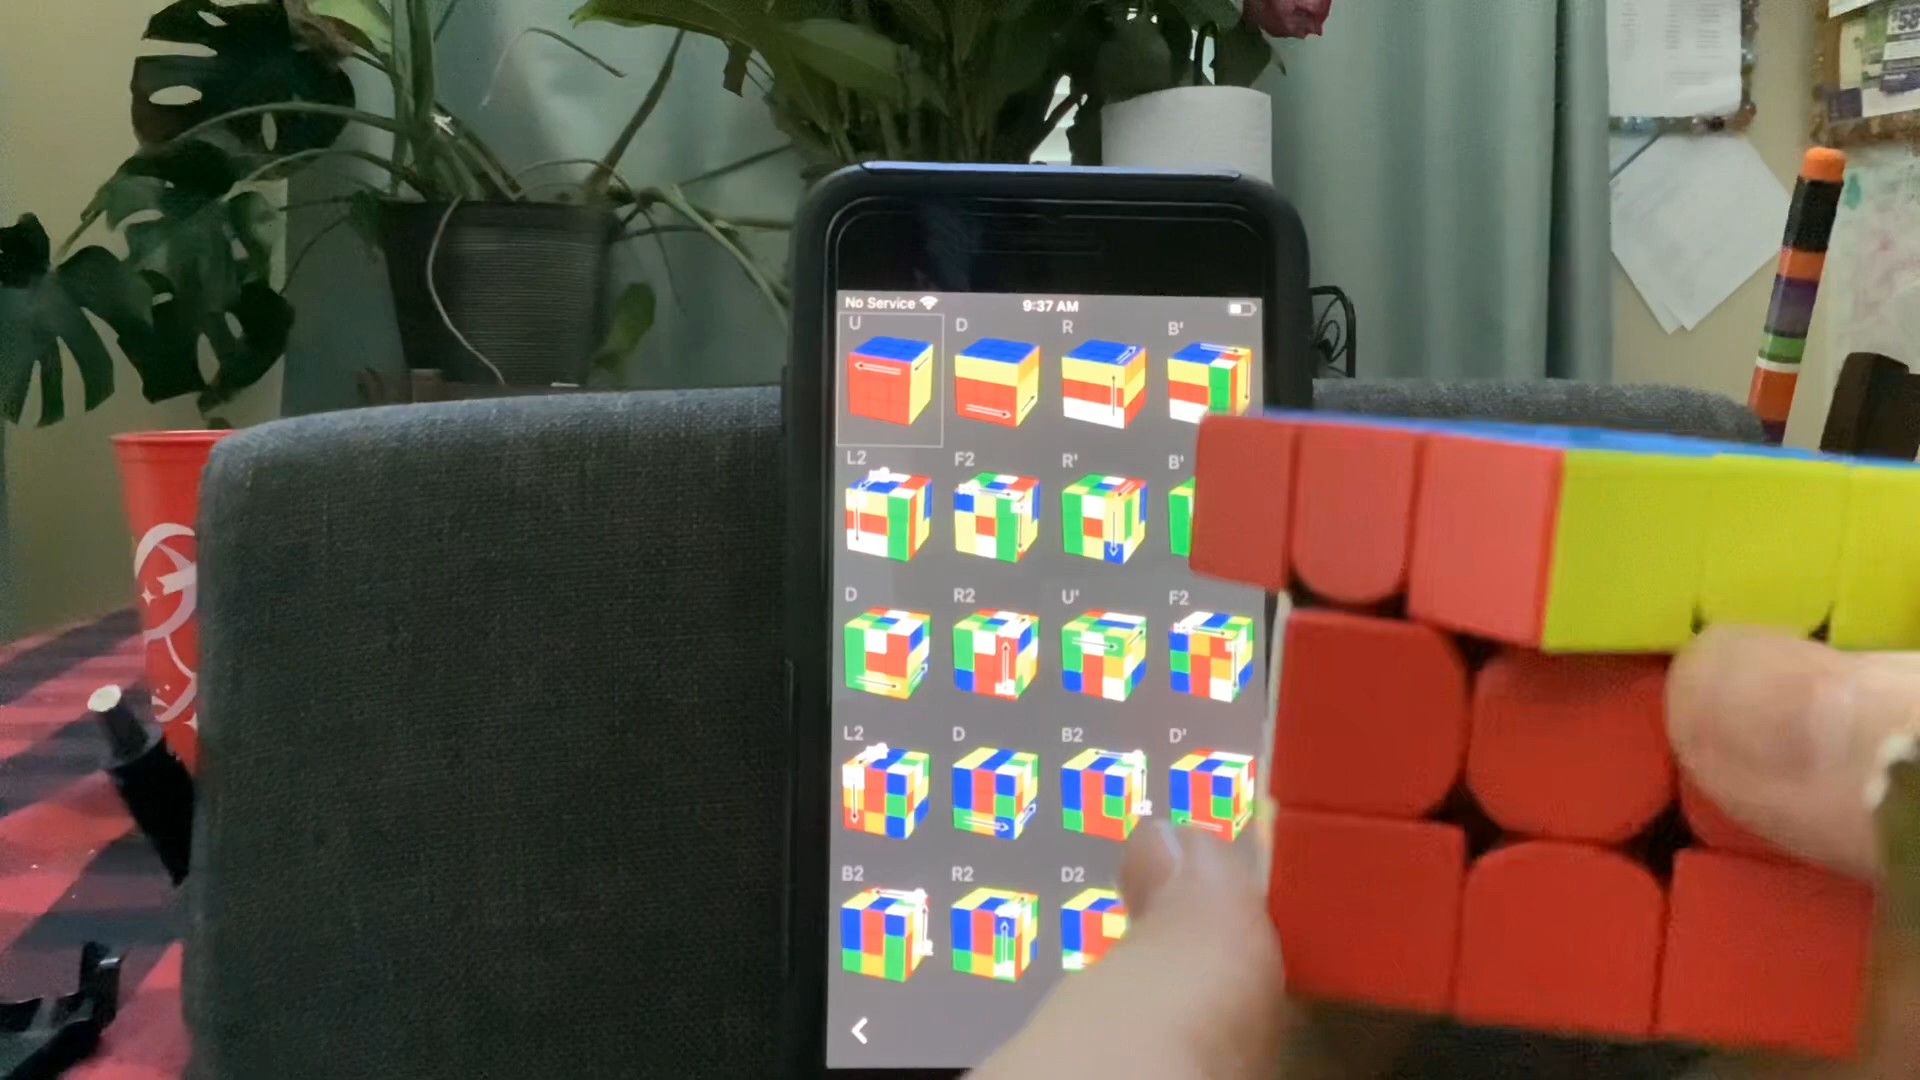 No Service 9:37 AM
U D R B'
L2 F2 R' B'
D R2 U' F2
L2 D B2 D'
B2 R2 D2